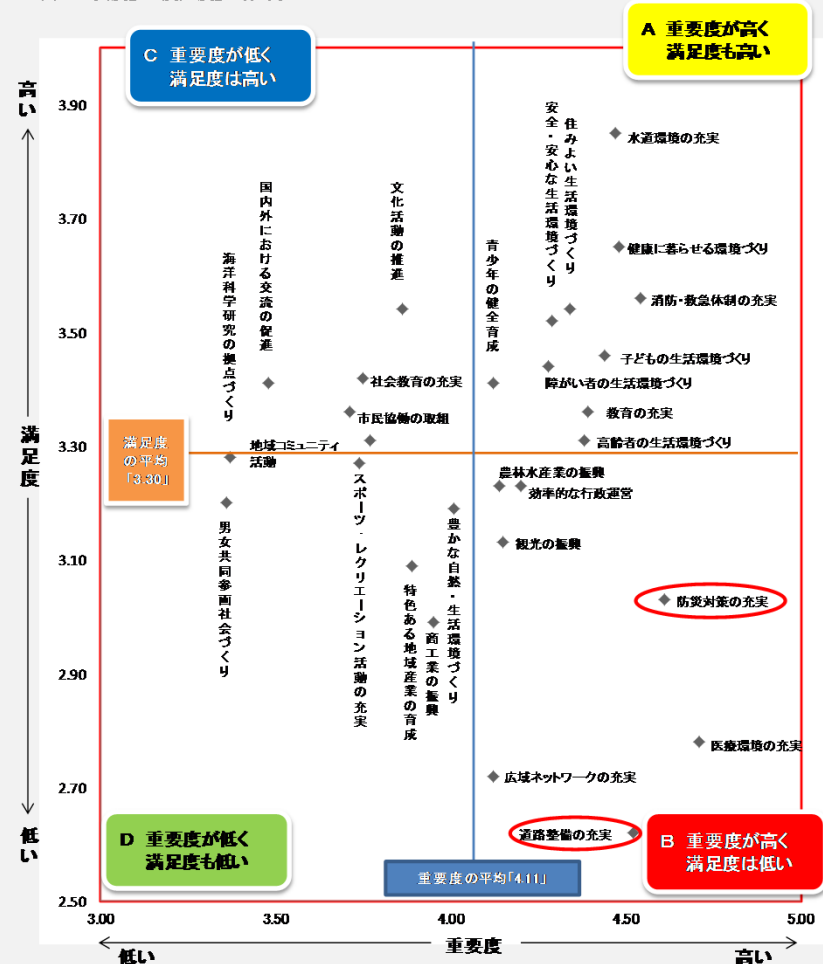 C 重要度が低く
満足度は高い
A 重要度が高く
満足度も高い
高い
満足度
低い
3.90
3.70
3.50
3.30
3.10
2.90
2.70
2.50
水道環境の充実
健康に暮らせる環境づくり
消防・救急体制の充実
住みよい生活環境づくり
安全・安心な生活環境づくり
子どもの生活環境づくり
障がい者の生活環境づくり
青少年の健全育成
教育の充実
高齢者の生活環境づくり
文化活動の推進
国内外における交流の促進
海洋科学研究の拠点づくり
社会教育の充実
市民協働の取組
地域コミュニティ
活動
満足度
の平均
「3.30」
農林水産業の振興
効率的な行政運営
観光の振興
防災対策の充実
医療環境の充実
広域ネットワークの充実
道路整備の充実
男女共同参画社会づくり
スポーツ・レクリエーション活動の充実
特色ある地域産業の育成
商工業の振興
豊かな自然・生活環境づくり
D 重要度が低く
満足度も低い
B 重要度が高く
満足度は低い
重要度の平均「4.11」
3.00
3.50
4.00
4.50
5.00
低い
重要度
高い